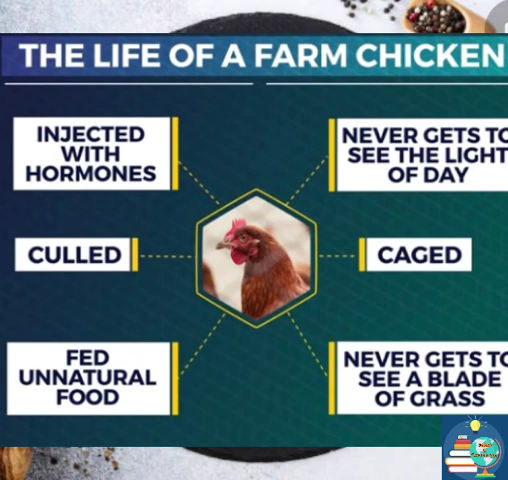 THE LIFE OF A FARM CHICKEN
INJECTED
WITH
HORMONES
NEVER GETS TO
SEE THE LIGHT
OF DAY
CULLED
CAGED
FED
UNNATURAL
FOOD
NEVER GETS TO
SEE A BLADE
OF GRASS